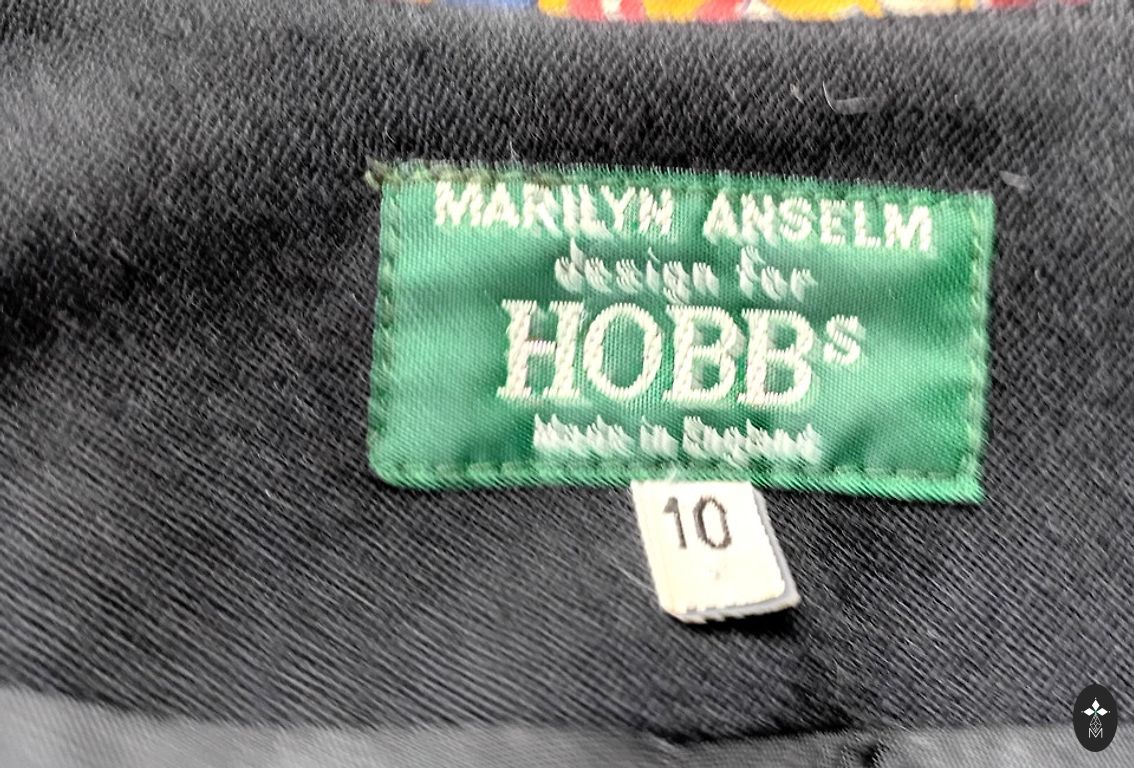 MARILYN ANSELM
design for
HOBBS
Made in England
10
M